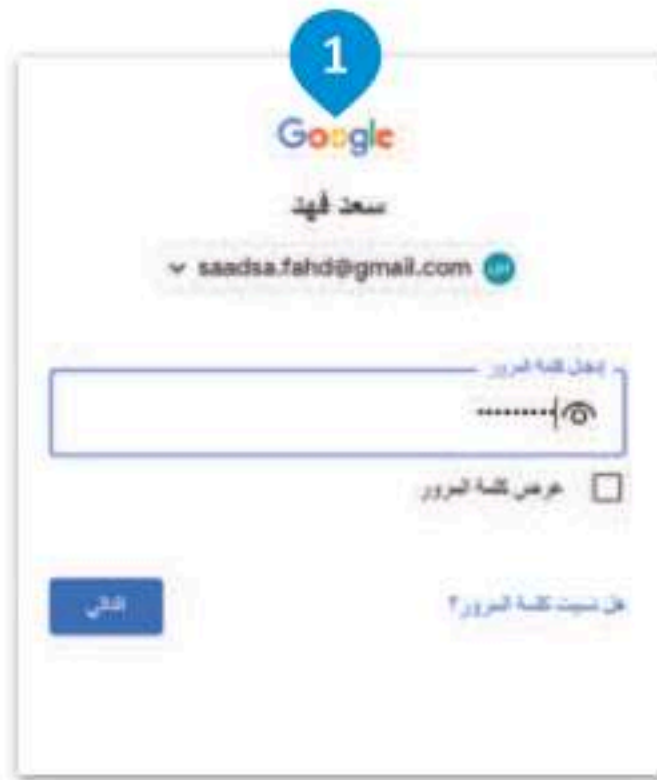 1
Google
سعد فهد
saadsa.fahd@gmail.com
إدخال كلمة المرور
عرض كلمة المرور
هل نسيت كلمة المرور؟
التالي